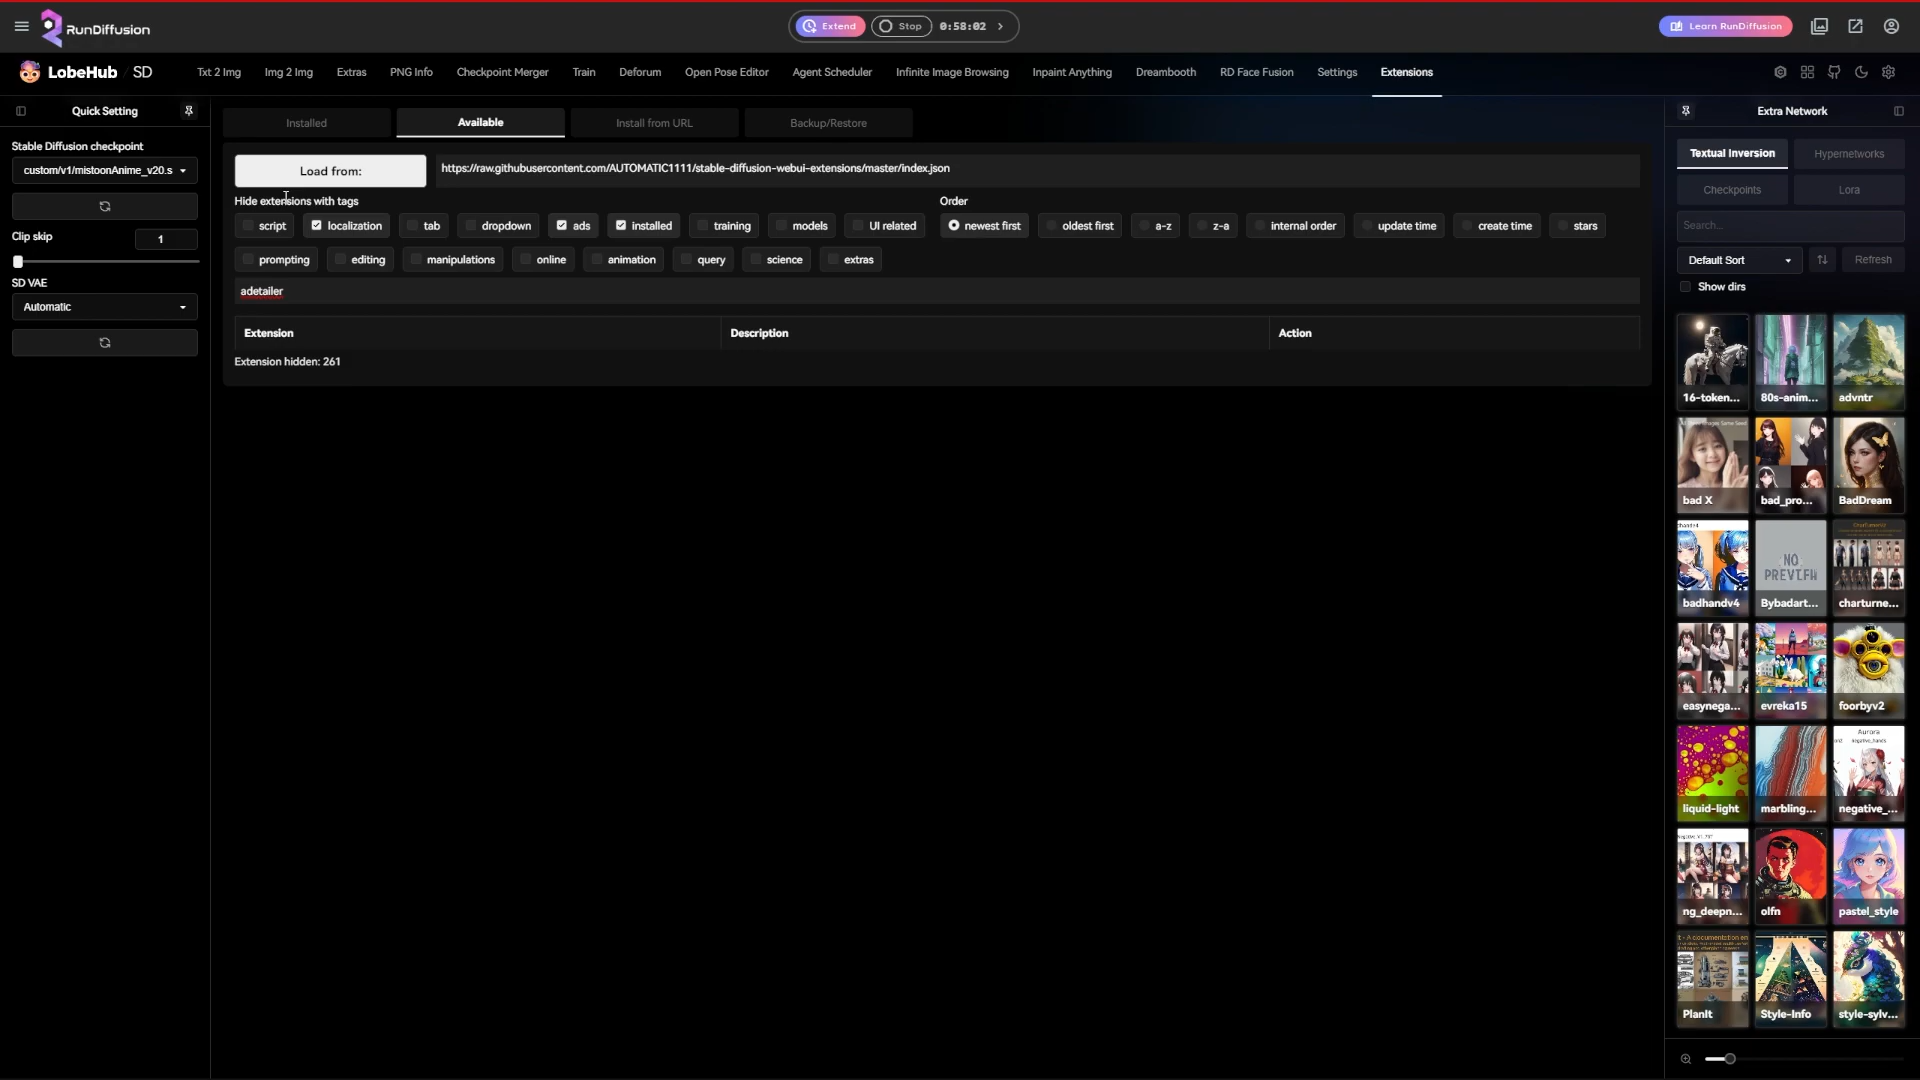 RunDiffusion
Extend
Stop
0:58:02
Learn RunDiffusion
LobeHub / SD
Txt 2 Img
Img 2 Img
Extras
PNG Info
Checkpoint Merger
Train
Deforum
Open Pose Editor
Agent Scheduler
Infinite Image Browsing
Inpaint Anything
Dreambooth
RD Face Fusion
Settings
Extensions
Quick Setting
Stable Diffusion checkpoint
custom/v1/mistoonAnime_v20.s
Clip skip
1
SD VAE
Automatic
Installed
Available
Install from URL
Backup/Restore
Load from:
https://raw.githubusercontent.com/AUTOMATIC1111/stable-diffusion-webui-extensions/master/index.json
Hide extensions with tags
script
localization
tab
dropdown
ads
installed
training
models
UI related
prompting
editing
manipulations
online
animation
query
science
extras
Order
newest first
oldest first
a-z
z-a
internal order
update time
create time
stars
adetailer
Extension
Description
Action
Extension hidden: 261
Extra Network
Textual Inversion
Hypernetworks
Checkpoints
Lora
Search...
Default Sort
Refresh
Show dirs
16-token...
80s-anim...
advntr
bad X
bad_pro...
BadDream
badhandv4
NO
Bybadart...
charturne...
easynega...
evreka15
foorbyv2
liquid-light
marbling...
Aurora
negative_hands
negative_...
ng_deepn...
olfn
pastel_style
PlanIt
Style-Info
style-sylv...